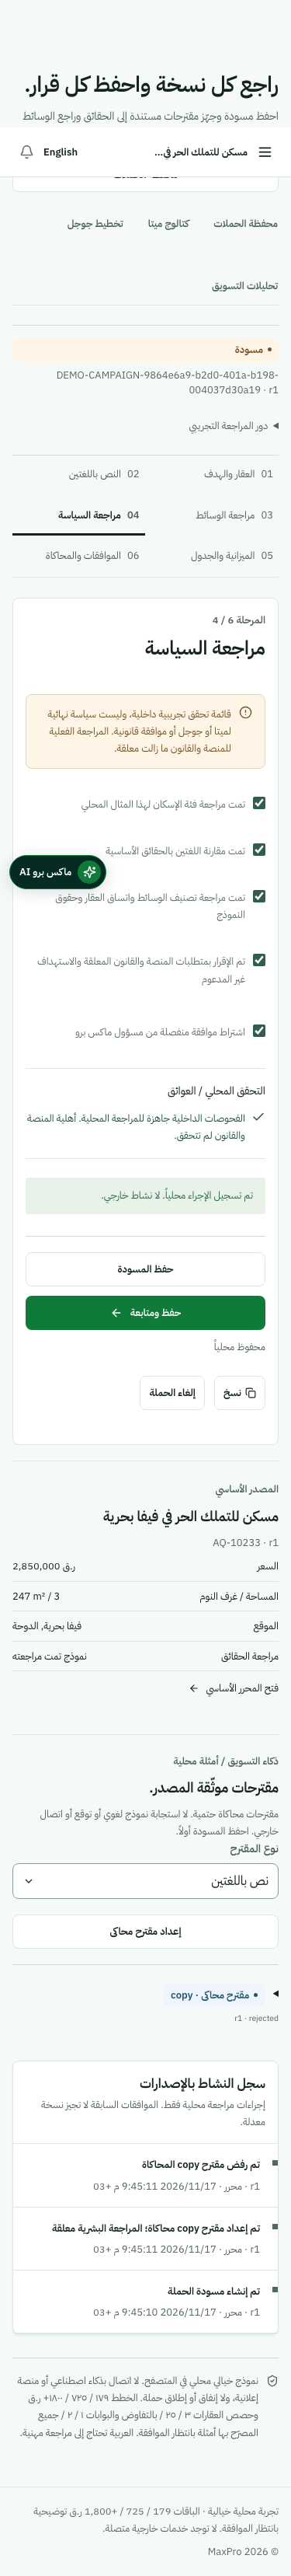 راجع كل نسخة واحفظ كل قرار.
احفظ مسودة وجهّز مقترحات مستندة إلى الحقائق وراجع الوسائط
مسكن للتملك الحر في...
English
محفظة الحملات
كتالوج ميتا
تخطيط جوجل
تحليلات التسويق
مسودة
DEMO-CAMPAIGN-9864e6a9-b2d0-401a-b198-
004037d30a19 · r1
دور المراجعة التجريبي
01 العقار والهدف
02 النص باللغتين
03 مراجعة الوسائط
04 مراجعة السياسة
05 الميزانية والجدول
06 الموافقات والمحاكاة
المرحلة 6 / 4
مراجعة السياسة
قائمة تحقق تجريبية داخلية، وليست سياسة نهائية
لميتا أو جوجل أو موافقة قانونية. المراجعة الفعلية
للمنصة والقانون ما زالت معلقة.
تمت مراجعة فئة الإسكان لهذا المثال المحلي
تمت مقارنة اللغتين بالحقائق الأساسية
ماكس برو AI
تمت مراجعة تصنيف الوسائط واتساق العقار وحقوق
النموذج
تم الإقرار بمتطلبات المنصة والقانون المعلقة والاستهداف
غير المدعوم
اشتراط موافقة منفصلة من مسؤول ماكس برو
التحقق المحلي / العوائق
الفحوصات الداخلية جاهزة للمراجعة المحلية. أهلية المنصة
والقانون لم تتحقق.
تم تسجيل الإجراء محلياً. لا نشاط خارجي.
حفظ المسودة
حفظ ومتابعة
محفوظ محلياً
نسخ
إلغاء الحملة
المصدر الأساسي
مسكن للتملك الحر في فيفا بحرية
AQ-10233 · r1
السعر
ر.ق 2,850,000
المساحة / غرف النوم
247 m² / 3
الموقع
فيفا بحرية, الدوحة
مراجعة الحقائق
نموذج تمت مراجعته
فتح المحرر الأساسي
ذكاء التسويق / أمثلة محلية
مقترحات موثّقة المصدر.
مقترحات محاكاة حتمية. لا استجابة نموذج لغوي أو توقع أو اتصال
خارجي. احفظ المسودة أولاً.
نوع المقترح
نص باللغتين
إعداد مقترح محاكى
مقترح محاكى · copy
r1 · rejected
سجل النشاط بالإصدارات
إجراءات مراجعة محلية فقط. الموافقات السابقة لا تجيز نسخة
معدلة.
تم رفض مقترح copy المحاكاة
r1 · محرر · 2026/11/17 9:45:11 م +03
تم إعداد مقترح copy محاكاة؛ المراجعة البشرية معلقة
r1 · محرر · 2026/11/17 9:45:11 م +03
تم إنشاء مسودة الحملة
r1 · محرر · 2026/11/17 9:45:10 م +03
نموذج خيالي محلي في المتصفح. لا اتصال بذكاء اصطناعي أو منصة
إعلانية، ولا إنفاق أو إطلاق حملة. الخطط ١٧٩ / ٧٢٥ / ١٨٠٠+ ر.ق
وحصص العقارات ٣ / ٢٥ / بالتفاوض والبوابات ١ / ٢ / جميع
المصرّح بها أمثلة بانتظار الموافقة. العربية تحتاج إلى مراجعة مهنية.
تجربة محلية خيالية · الباقات 179 / 725 / +1,800 ر.ق توضيحية
بانتظار الموافقة. لا توجد خدمات خارجية متصلة.
© 2026 MaxPro